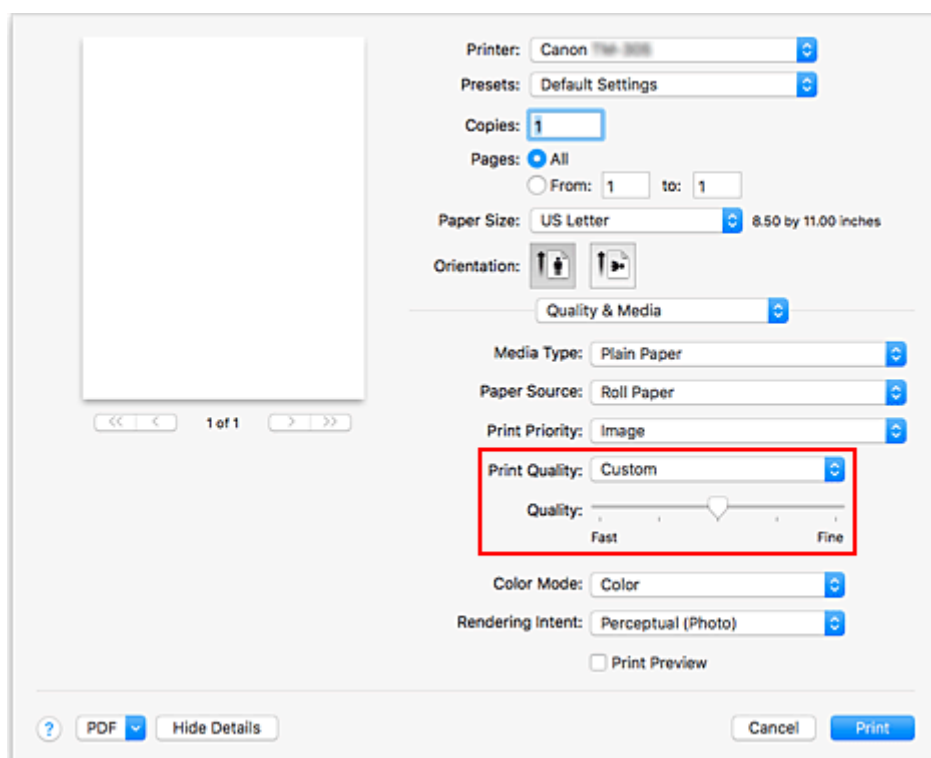 Printer: Canon
Presets: Default Settings
Copies: 1
Pages: All
From: 1 to: 1
Paper Size: US Letter 8.50 by 11.00 inches
Orientation:
Quality & Media
Media Type: Plain Paper
Paper Source: Roll Paper
<< < 1 of 1 > >>
Print Priority: Image
Print Quality: Custom
Quality:
Fast Fine
Color Mode: Color
Rendering Intent: Perceptual (Photo)
Print Preview
? PDF Hide Details Cancel Print